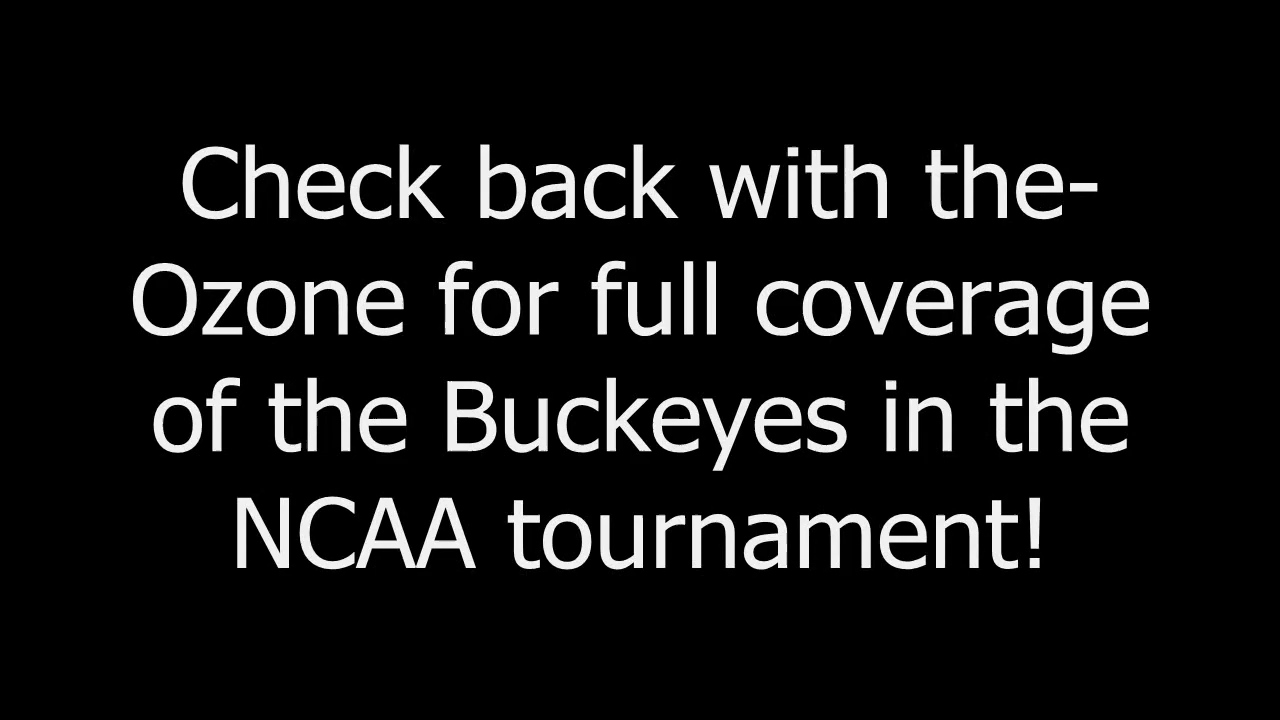 Check back with the-
Ozone for full coverage
of the Buckeyes in the
NCAA tournament!